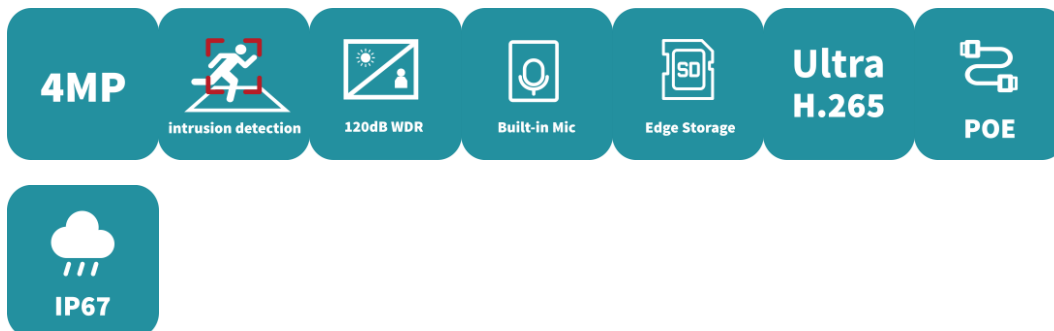 4MP
intrusion detection
120dB WDR
Built-in Mic
SD
Edge Storage
Ultra
H.265
POE
IP67